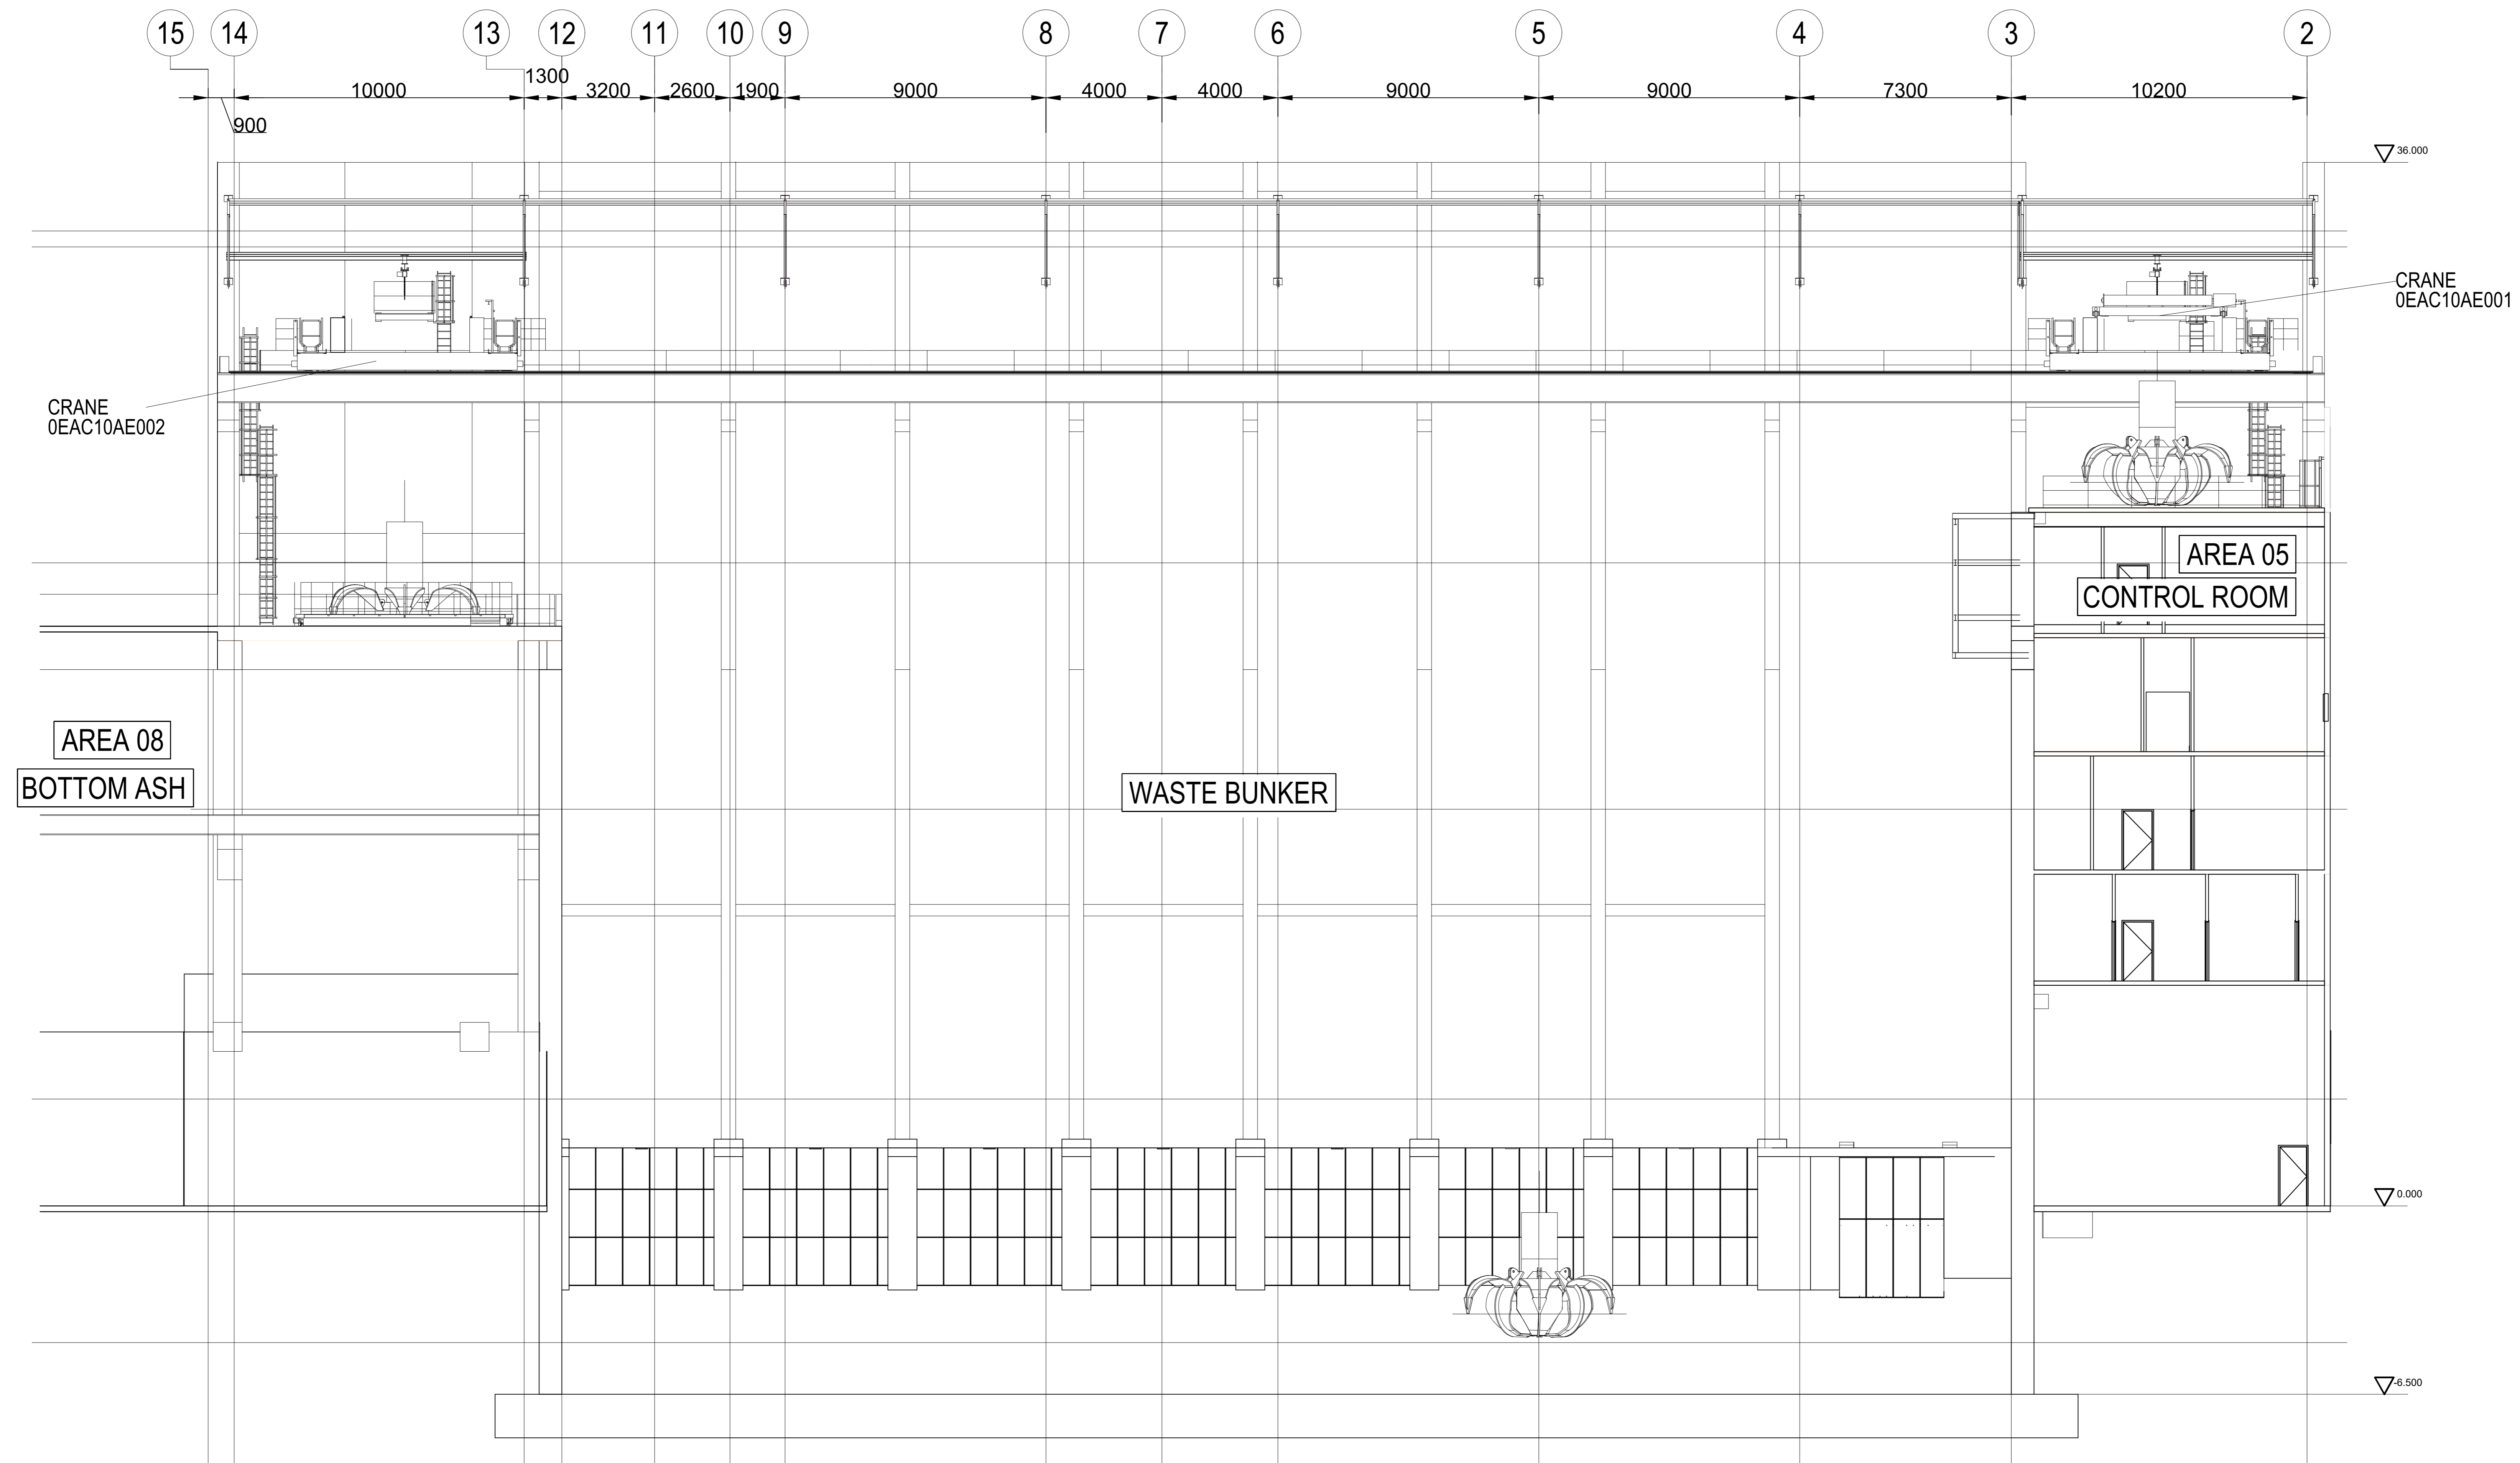 15 14 13 12 11 10 9 8 7 6 5 4 3 2
1300
10000 3200 2600 1900 9000 4000 4000 9000 9000 7300 10200
900
36.000
CRANE
0EAC10AE001
CRANE
0EAC10AE002
AREA 05
CONTROL ROOM
AREA 08
BOTTOM ASH
WASTE BUNKER
0.000
-6.500